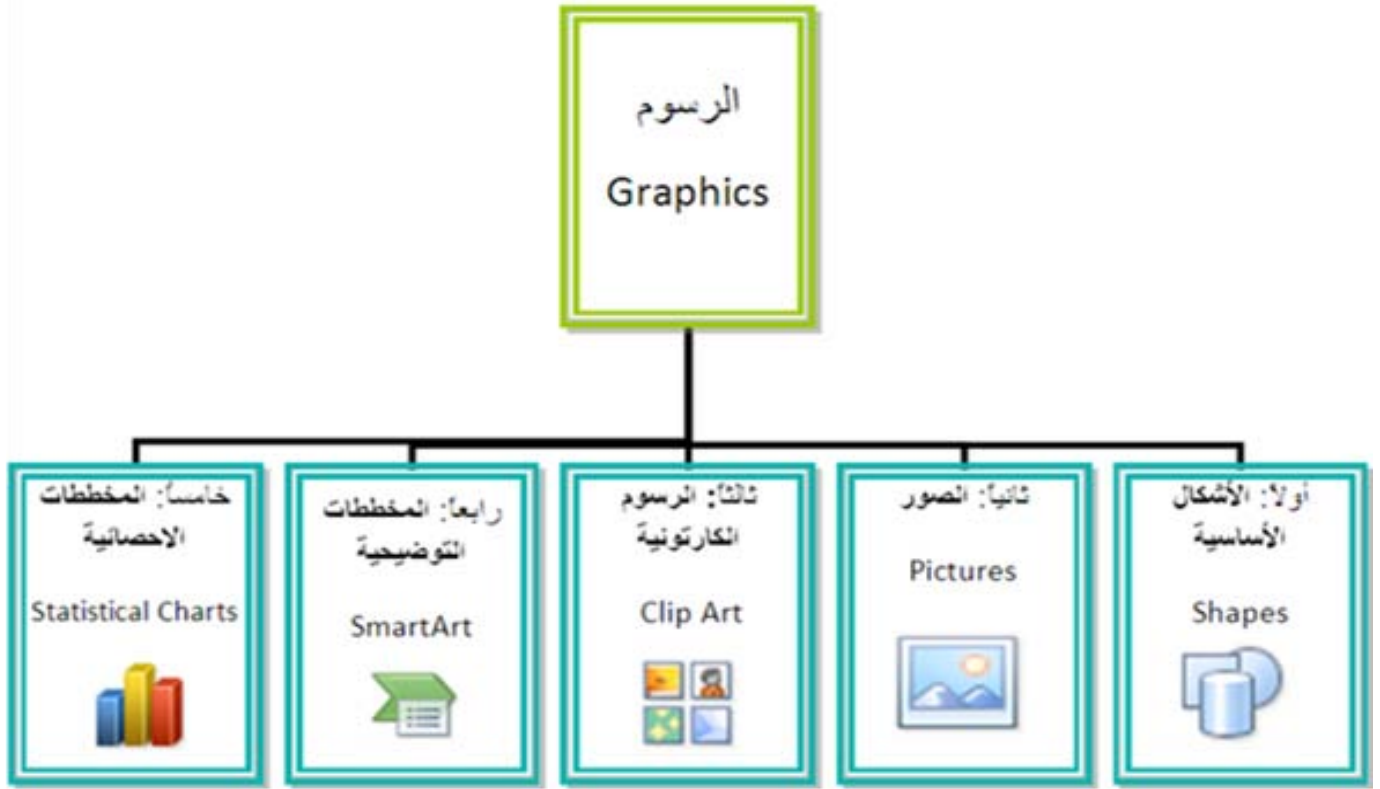 الرسوم
Graphics
أولاً: الأشكال
الأساسية
Shapes
ثانياً: الصور
Pictures
ثالثاً: الرسوم
الكارتونية
Clip Art
رابعاً: المخططات
التوضيحية
SmartArt
خامساً: المخططات
الاحصائية
Statistical Charts